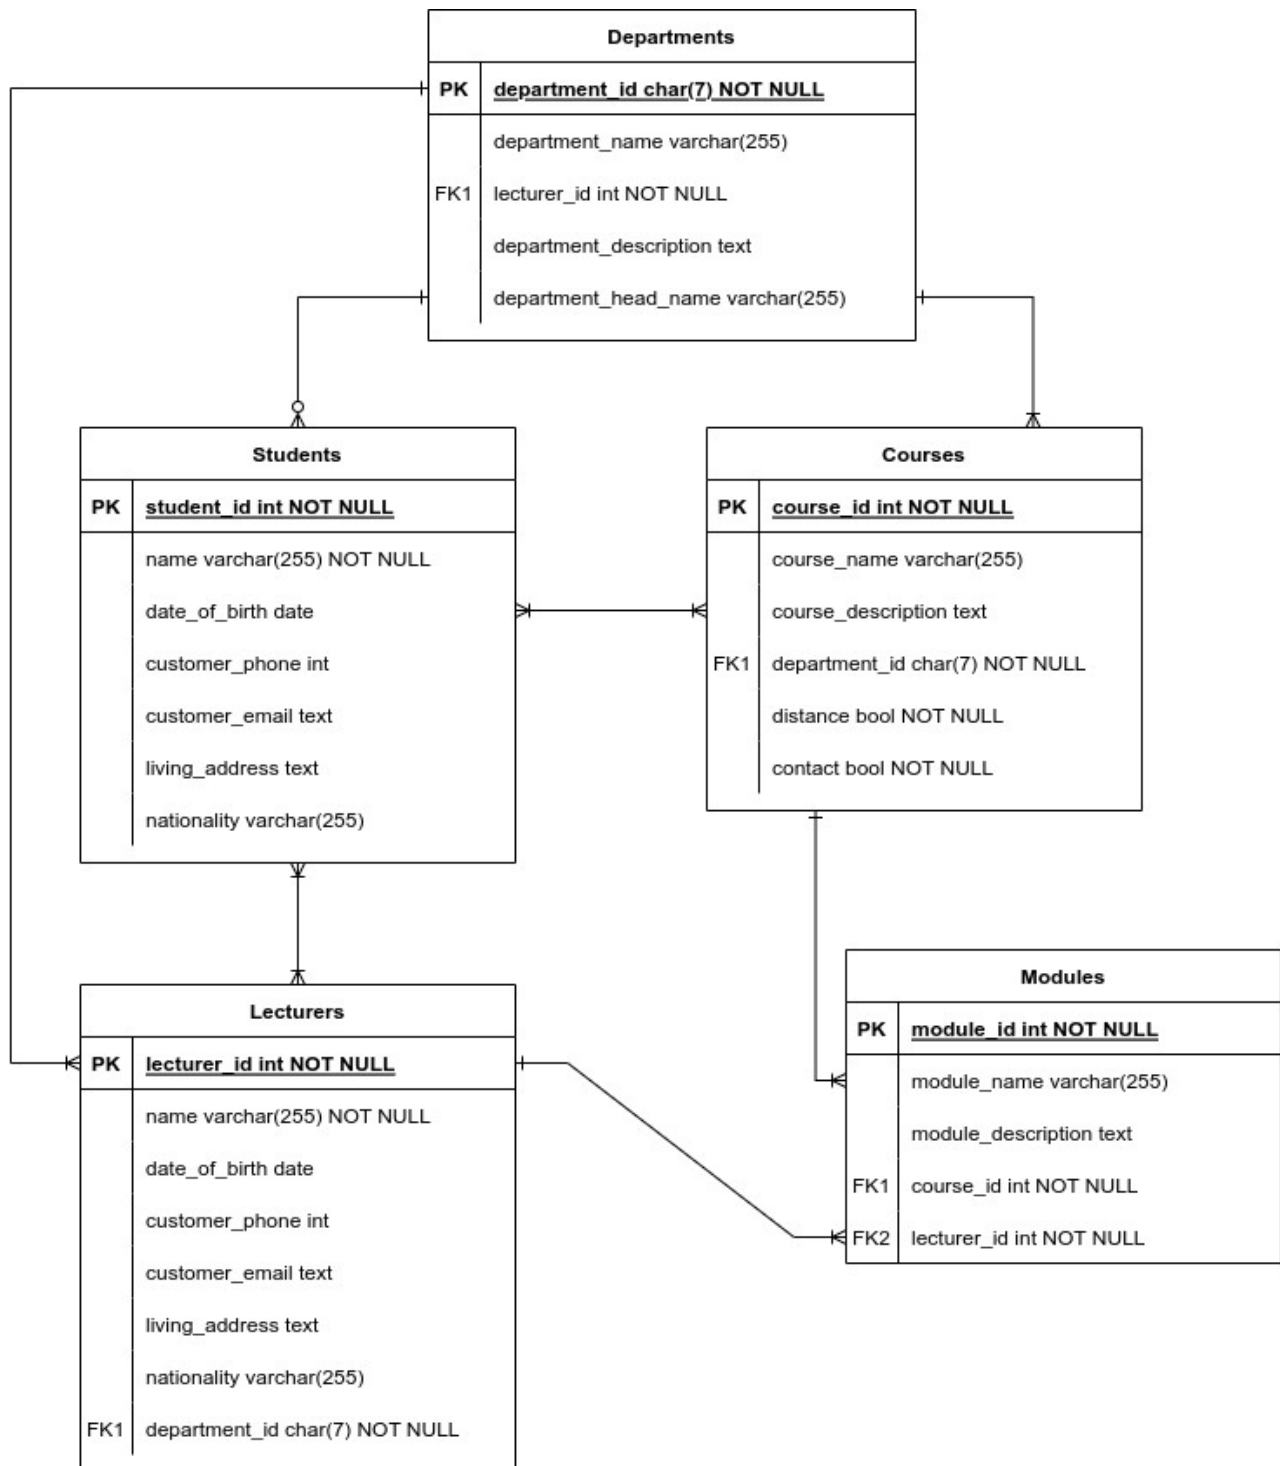 Departments
PK department_id char(7) NOT NULL
department_name varchar(255)
FK1 lecturer_id int NOT NULL
department_description text
department_head_name varchar(255)
Students
PK student_id int NOT NULL
name varchar(255) NOT NULL
date_of_birth date
customer_phone int
customer_email text
living_address text
nationality varchar(255)
Courses
PK course_id int NOT NULL
course_name varchar(255)
course_description text
FK1 department_id char(7) NOT NULL
distance bool NOT NULL
contact bool NOT NULL
Lecturers
PK lecturer_id int NOT NULL
name varchar(255) NOT NULL
date_of_birth date
customer_phone int
customer_email text
living_address text
nationality varchar(255)
FK1 department_id char(7) NOT NULL
Modules
PK module_id int NOT NULL
module_name varchar(255)
module_description text
FK1 course_id int NOT NULL
FK2 lecturer_id int NOT NULL